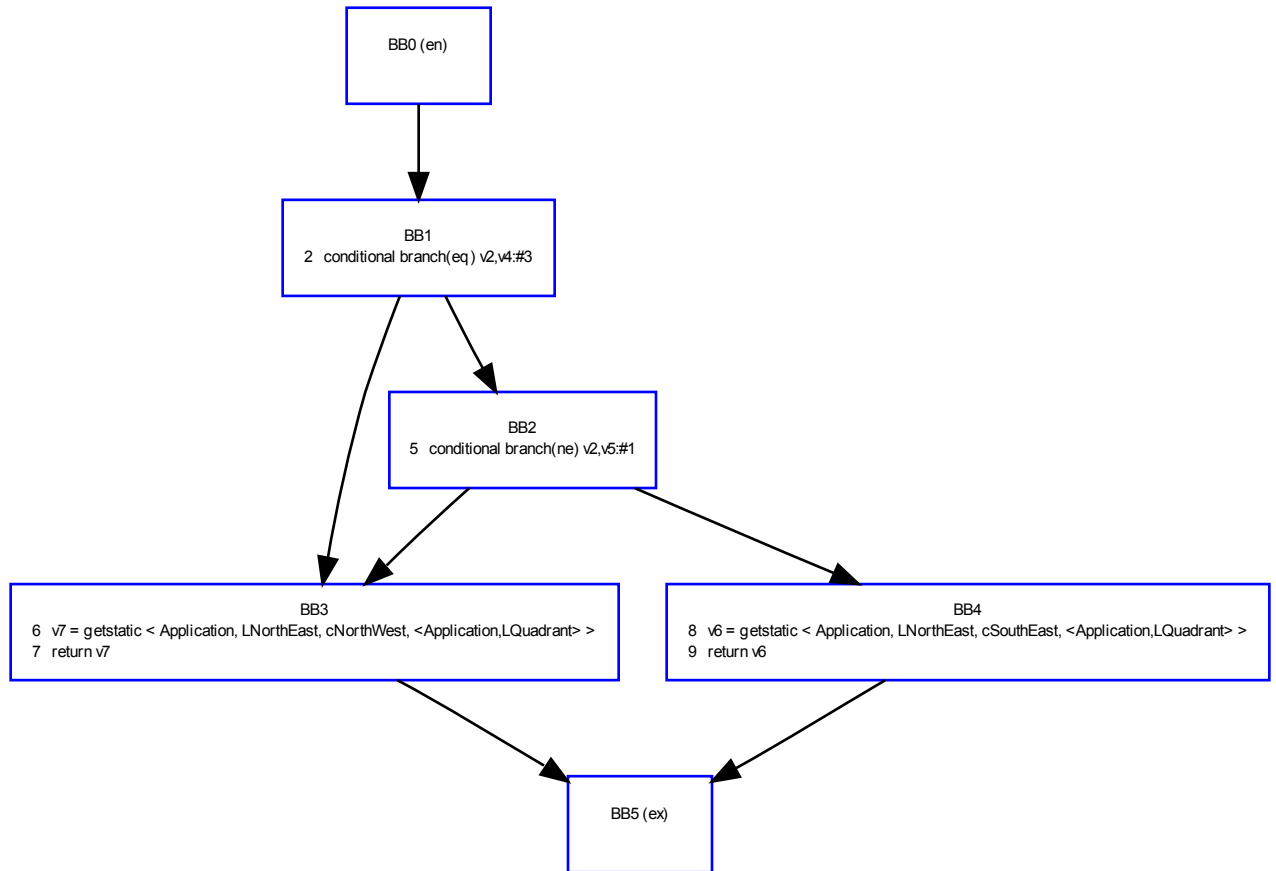 BB0 (en)
BB1
2 conditional branch(eq) v2,v4:#3
BB2
5 conditional branch(ne) v2,v5:#1
BB3
6 v7 = getstatic < Application, LNorthEast, cNorthWest, <Application,LQuadrant> >
7 return v7
BB4
8 v6 = getstatic < Application, LNorthEast, cSouthEast, <Application,LQuadrant> >
9 return v6
BB5 (ex)